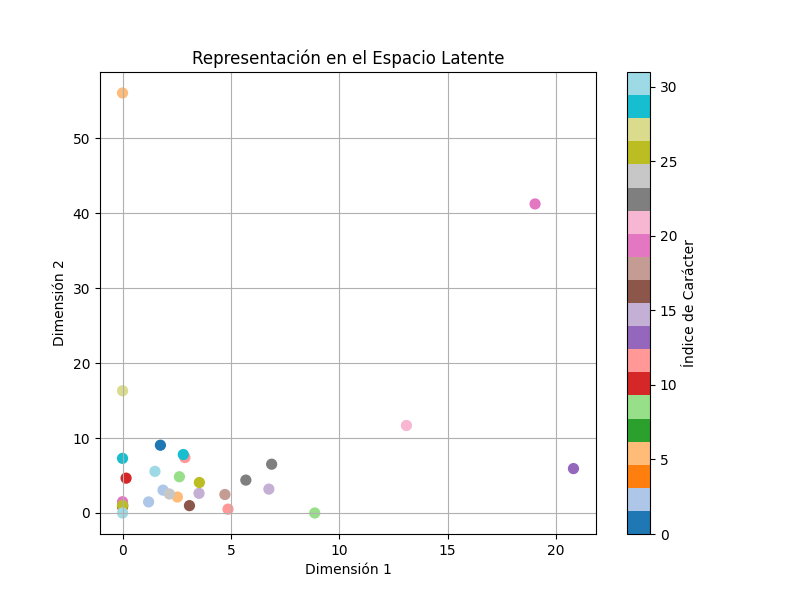 Representación en el Espacio Latente
50
40
30
20
10
0
Dimensión 2
0 5 10 15 20
Dimensión 1
30
25
20
15
10
5
0
Índice de Carácter